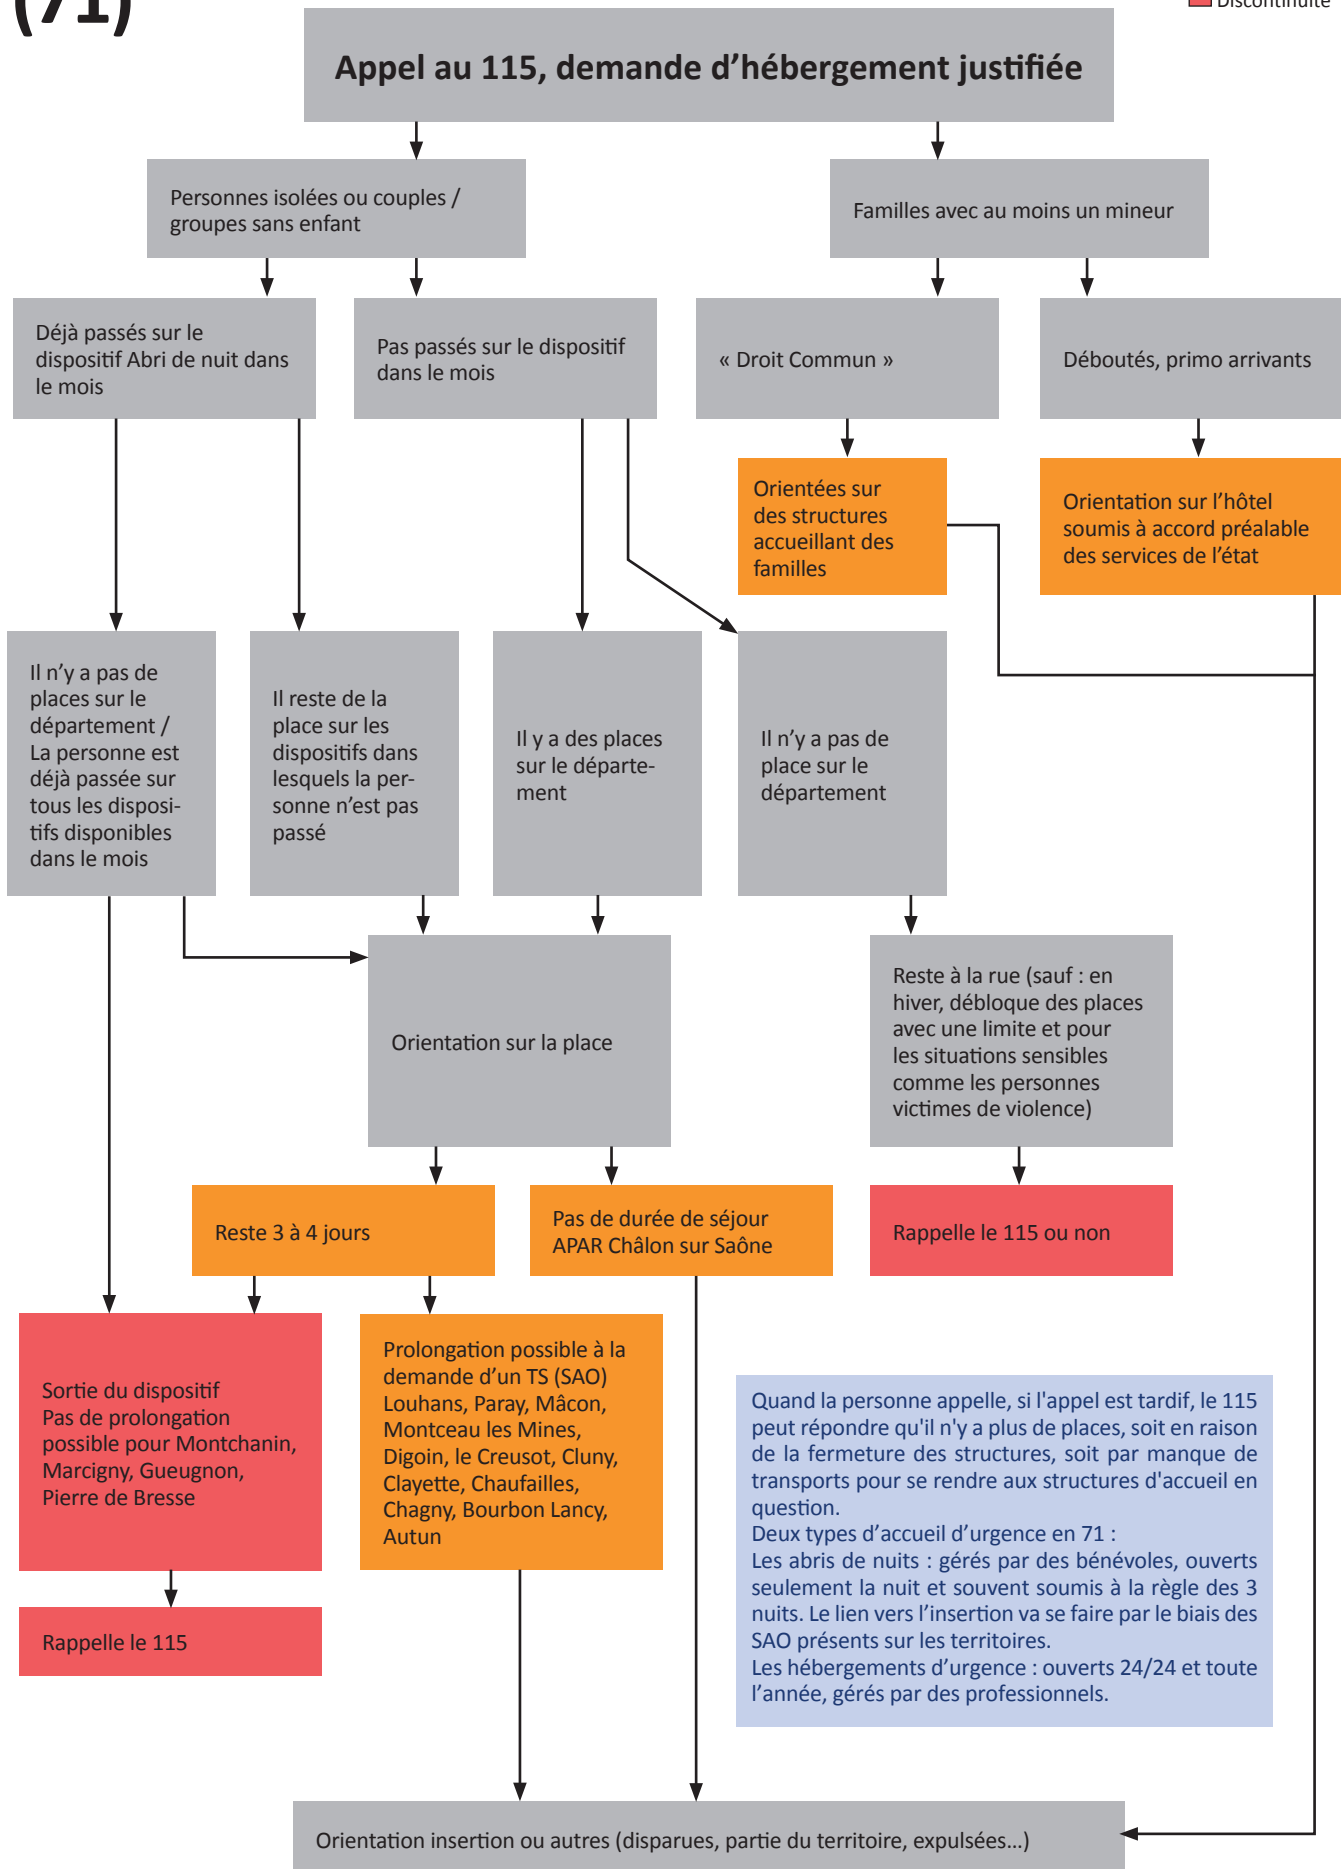 (71)
Discontinuité
Appel au 115, demande d'hébergement justifiée
Personnes isolées ou couples /
groupes sans enfant
Familles avec au moins un mineur
Déjà passés sur le
dispositif Abri de nuit dans
le mois
Pas passés sur le dispositif
dans le mois
« Droit Commun »
Déboutés, primo arrivants
Orientées sur
des structures
accueillant des
familles
Orientation sur l'hôtel
soumis à accord préalable
des services de l'état
Il n'y a pas de
places sur le
département /
La personne est
déjà passée sur
tous les disposi-
tifs disponibles
dans le mois
Il reste de la
place sur les
dispositifs dans
lesquels la per-
sonne n'est pas
passé
Il y a des places
sur le départe-
ment
Il n'y a pas de
place sur le
département
Orientation sur la place
Reste à la rue (sauf : en
hiver, débloque des places
avec une limite et pour
les situations sensibles
comme les personnes
victimes de violence)
Reste 3 à 4 jours
Pas de durée de séjour
APAR Châlon sur Saône
Rappelle le 115 ou non
Sortie du dispositif
Pas de prolongation
possible pour Montchanin,
Marcigny, Gueugnon,
Pierre de Bresse
Prolongation possible à la
demande d'un TS (SAO)
Louhans, Paray, Mâcon,
Montceau les Mines,
Digoin, le Creusot, Cluny,
Clayette, Chaufailles,
Chagny, Bourbon Lancy,
Autun
Quand la personne appelle, si l'appel est tardif, le 115
peut répondre qu'il n'y a plus de places, soit en raison
de la fermeture des structures, soit par manque de
transports pour se rendre aux structures d'accueil en
question.
Deux types d'accueil d'urgence en 71 :
Les abris de nuits : gérés par des bénévoles, ouverts
seulement la nuit et souvent soumis à la règle des 3
nuits. Le lien vers l'insertion va se faire par le biais des
SAO présents sur les territoires.
Les hébergements d'urgence : ouverts 24/24 et toute
l'année, gérés par des professionnels.
Rappelle le 115
Orientation insertion ou autres (disparues, partie du territoire, expulsées...)